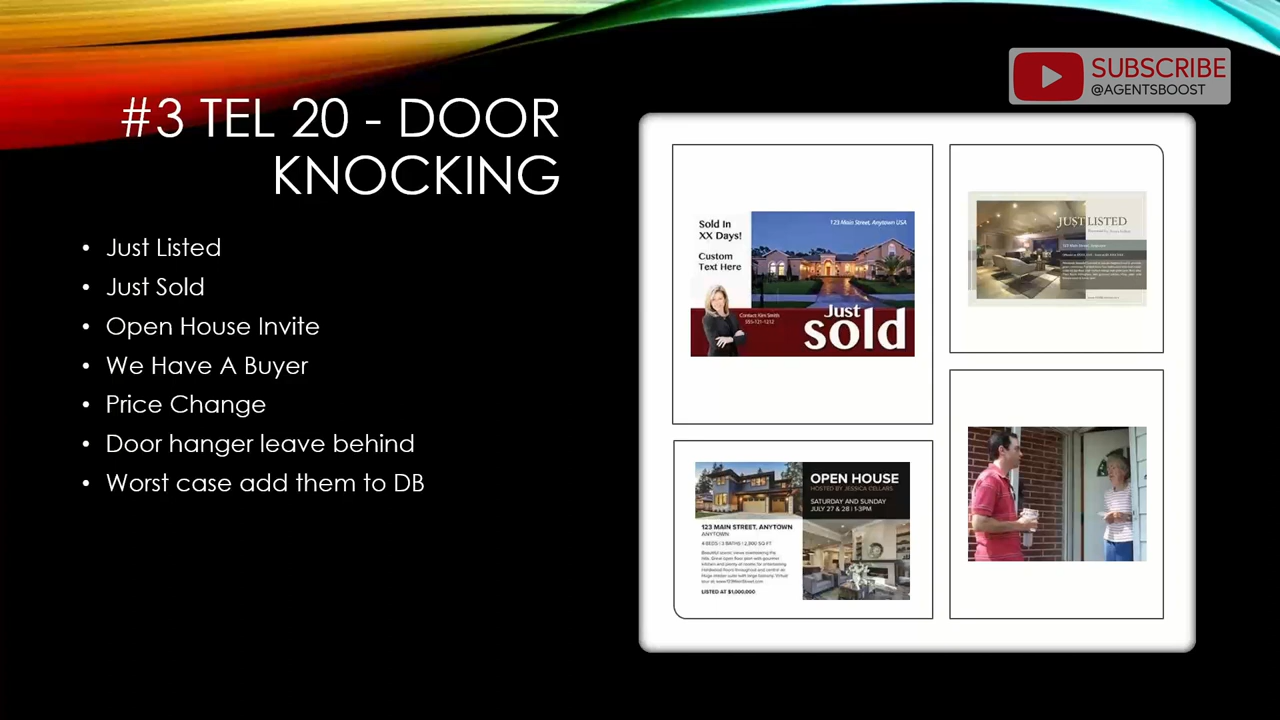 SUBSCRIBE
@AGENTSBOOST
#3 TEL 20 - DOOR
KNOCKING
• Just Listed
• Just Sold
• Open House Invite
• We Have A Buyer
• Price Change
• Door hanger leave behind
• Worst case add them to DB
Sold In
XX Days!
Custom
Text Here
123 Main Street, Anytown USA
Contact Kim Smith
555-121-1212
Just
sold
JUST LISTED
OPEN HOUSE
HOSTED BY JESSICA CELLARS
SATURDAY AND SUNDAY
JULY 27 & 28 | 1-3PM
123 MAIN STREET, ANYTOWN
ANYTOWN
LISTED AT $1,000,000